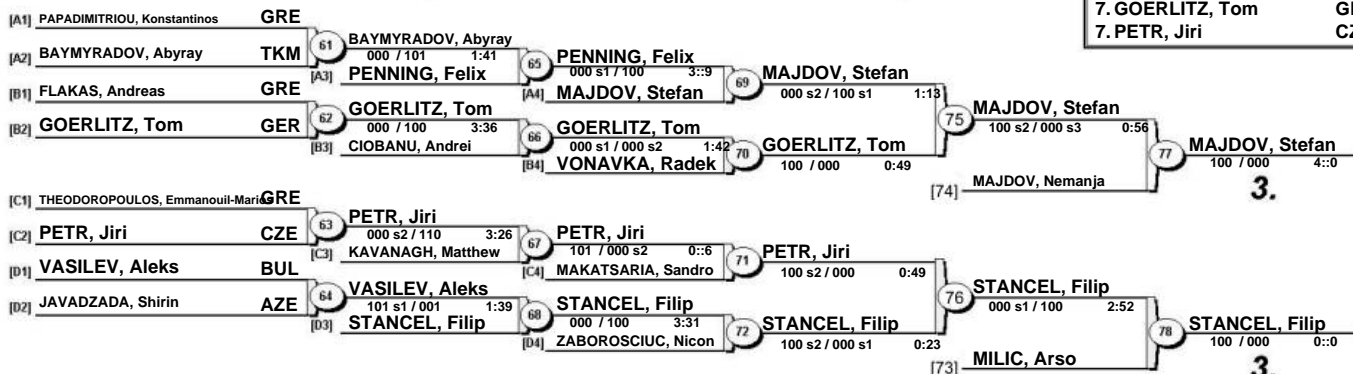 7. GOERLITZ, Tom
7. PETR, Jiri
[A1] PAPADIMITRIOU, Konstantinos GRE
[A2] BAYMYRADOV, Abyray TKM
61
BAYMYRADOV, Abyray
000 / 101 1:41
[A3] PENNING, Felix
65
PENNING, Felix
000 s1 / 100 3::9
[A4] MAJDOV, Stefan
69
MAJDOV, Stefan
000 s2 / 100 s1 1:13
[B1] FLAKAS, Andreas GRE
[B2] GOERLITZ, Tom GER
62
GOERLITZ, Tom
000 / 100 3:36
[B3] CIOBANU, Andrei
66
GOERLITZ, Tom
000 s1 / 000 s2 1:42
[B4] VONAVKA, Radek
70
GOERLITZ, Tom
100 / 000 0:49
75
MAJDOV, Stefan
100 s2 / 000 s3 0:56
[74] MAJDOV, Nemanja
77
MAJDOV, Stefan
100 / 000 4::0
3.
[C1] THEODOROPOULOS, Emmanouil-Marios GRE
[C2] PETR, Jiri CZE
63
PETR, Jiri
000 s2 / 110 3:26
[C3] KAVANAGH, Matthew
67
PETR, Jiri
101 / 000 s2 0::6
[C4] MAKATSARIA, Sandro
71
PETR, Jiri
100 s2 / 000 0:49
[D1] VASILEV, Aleks BUL
[D2] JAVADZADA, Shirin AZE
64
VASILEV, Aleks
101 s1 / 001 1:39
[D3] STANCEL, Filip
68
STANCEL, Filip
000 / 100 3:31
[D4] ZABOROSCIUC, Nicon
72
STANCEL, Filip
100 s2 / 000 s1 0:23
76
STANCEL, Filip
000 s1 / 100 2:52
[73] MILIC, Arso
78
STANCEL, Filip
100 / 000 0::0
3.